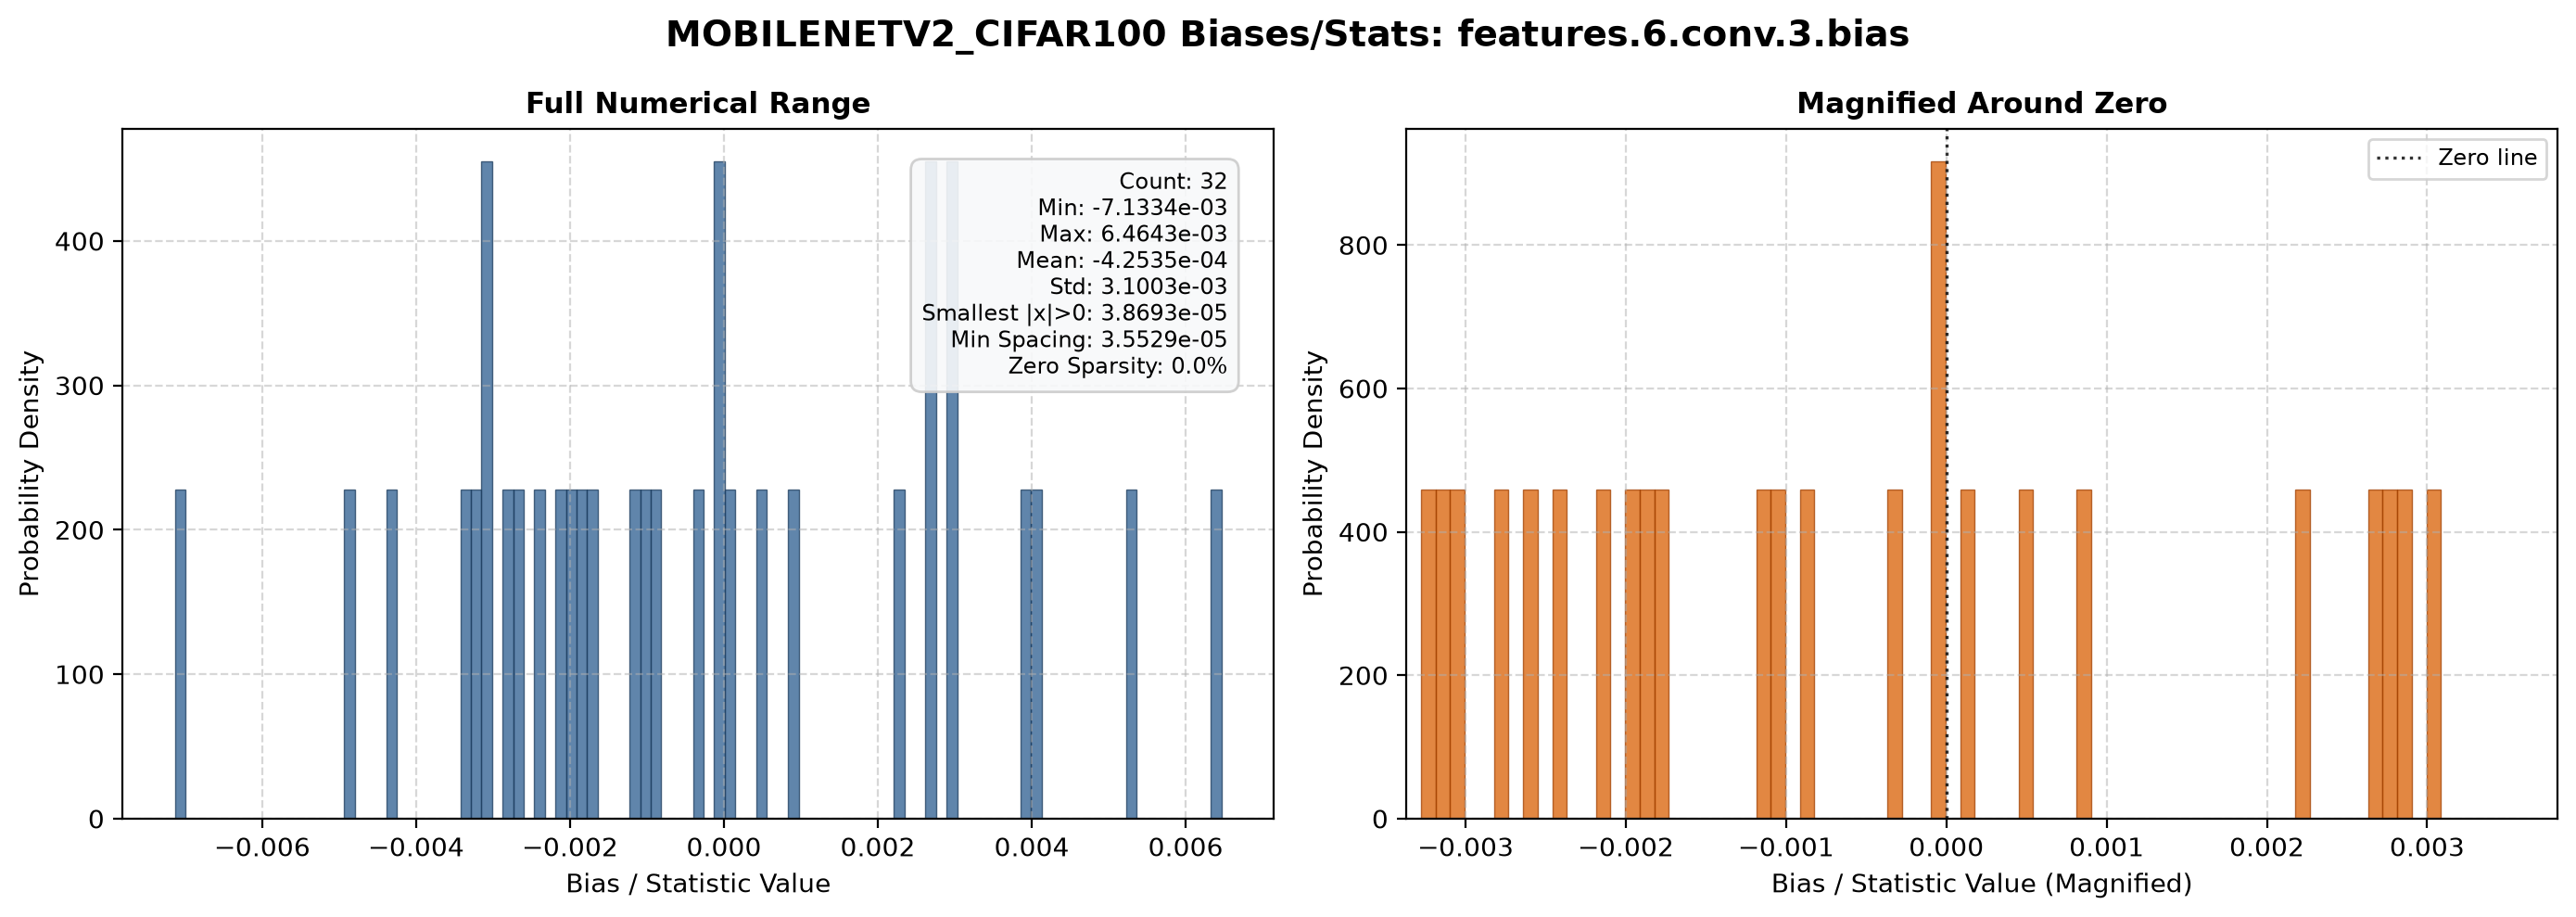 MOBILENETV2_CIFAR100 Biases/Stats: features.6.conv.3.bias
Full Numerical Range
Probability Density
400
300
200
100
0
Count: 32
Min: -7.1334e-03
Max: 6.4643e-03
Mean: -4.2535e-04
Std: 3.1003e-03
Smallest |x|>0: 3.8693e-05
Min Spacing: 3.5529e-05
Zero Sparsity: 0.0%
−0.006 −0.004 −0.002 0.000 0.002 0.004 0.006
Bias / Statistic Value
Magnified Around Zero
Probability Density
800
600
400
200
0
Zero line
−0.003 −0.002 −0.001 0.000 0.001 0.002 0.003
Bias / Statistic Value (Magnified)